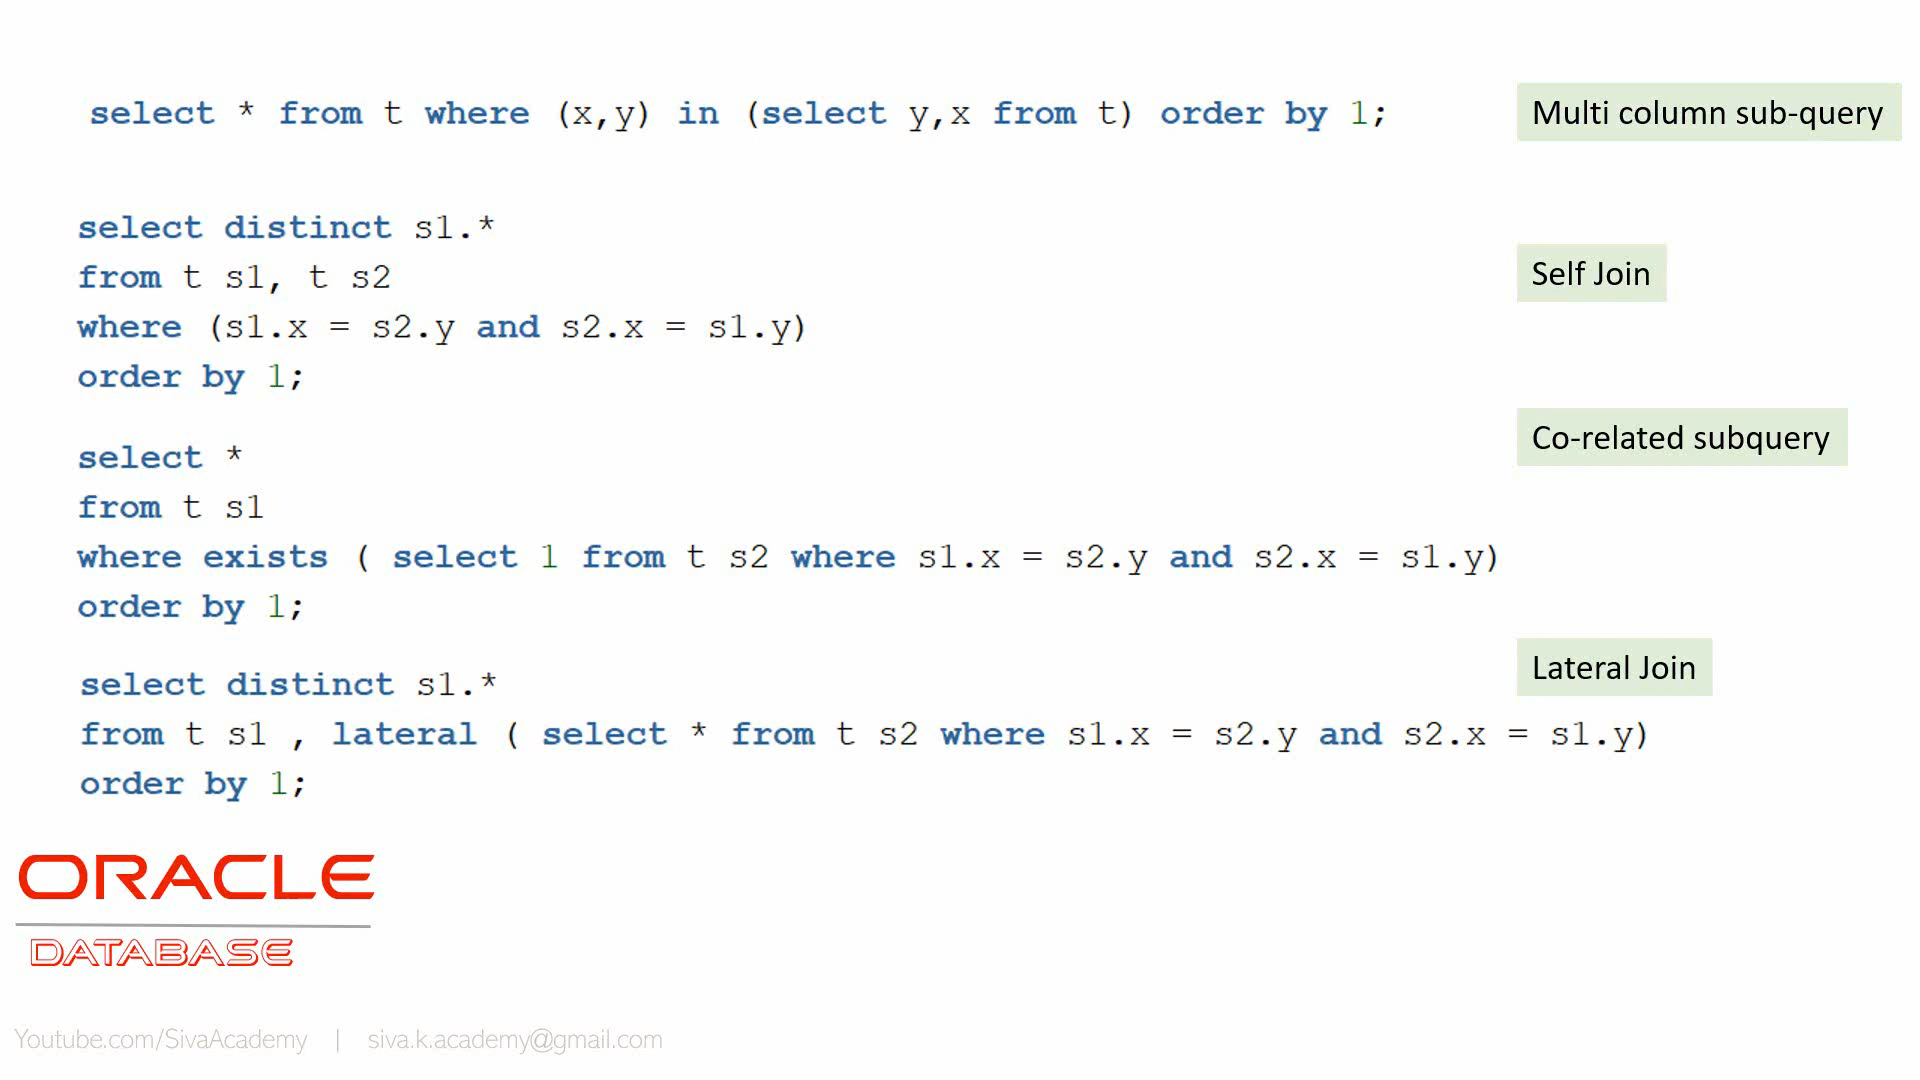 select * from t where (x,y) in (select y,x from t) order by 1;
Multi column sub-query
select distinct s1.*
from t s1, t s2
where (s1.x = s2.y and s2.x = s1.y)
order by 1;
Self Join
select *
from t s1
where exists ( select 1 from t s2 where s1.x = s2.y and s2.x = s1.y)
order by 1;
Co-related subquery
select distinct s1.*
from t s1 , lateral ( select * from t s2 where s1.x = s2.y and s2.x = s1.y)
order by 1;
Lateral Join
ORACLE
DATABASE
Youtube.com/SivaAcademy | siva.k.academy@gmail.com